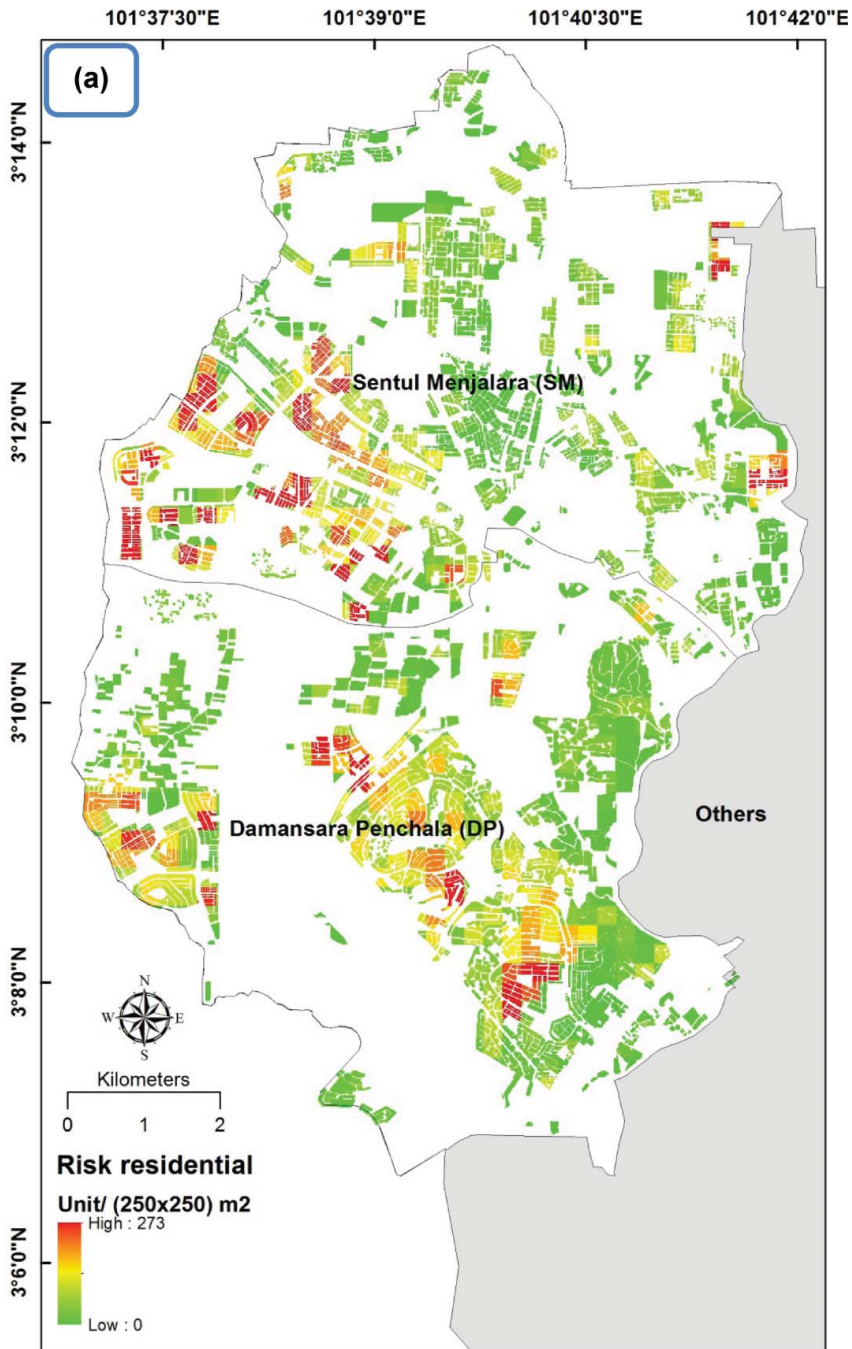 101°37'30"E 101°39'0"E 101°40'30"E 101°42'0"E
(a)
3°14'0"N
Sentul Menjalara (SM)
3°12'0"N
3°10'0"N
Damansara Penchala (DP)
Others
3°8'0"N
N
W E
S
Kilometers
0 1 2
Risk residential
Unit/ (250x250) m2
High : 273
Low : 0
3°6'0"N